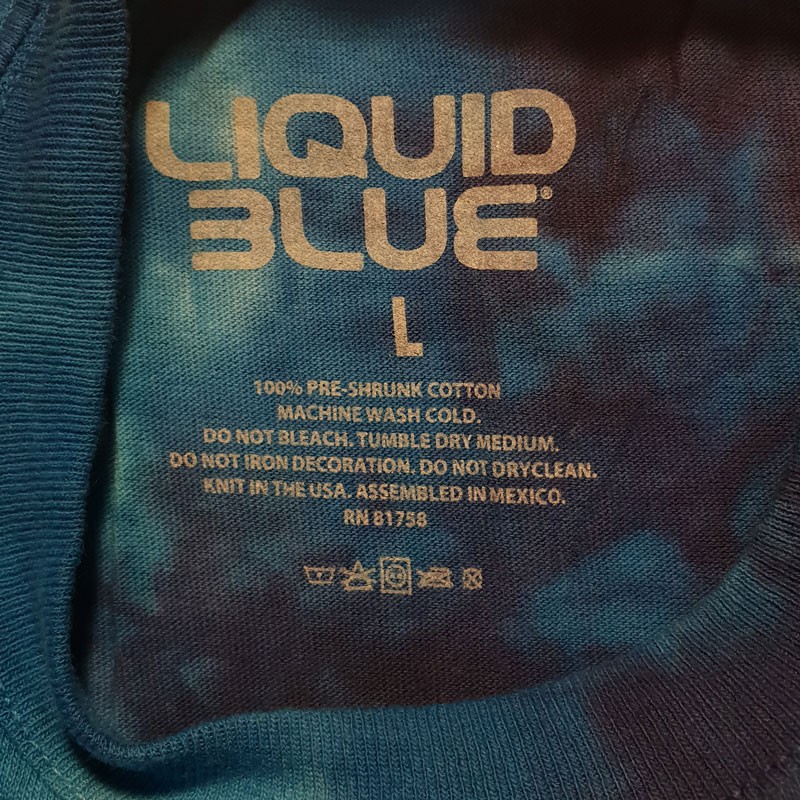 LIQUID
BLUE®
L
100% PRE-SHRUNK COTTON
MACHINE WASH COLD.
DO NOT BLEACH. TUMBLE DRY MEDIUM.
DO NOT IRON DECORATION. DO NOT DRYCLEAN.
KNIT IN THE USA. ASSEMBLED IN MEXICO.
RN 81758